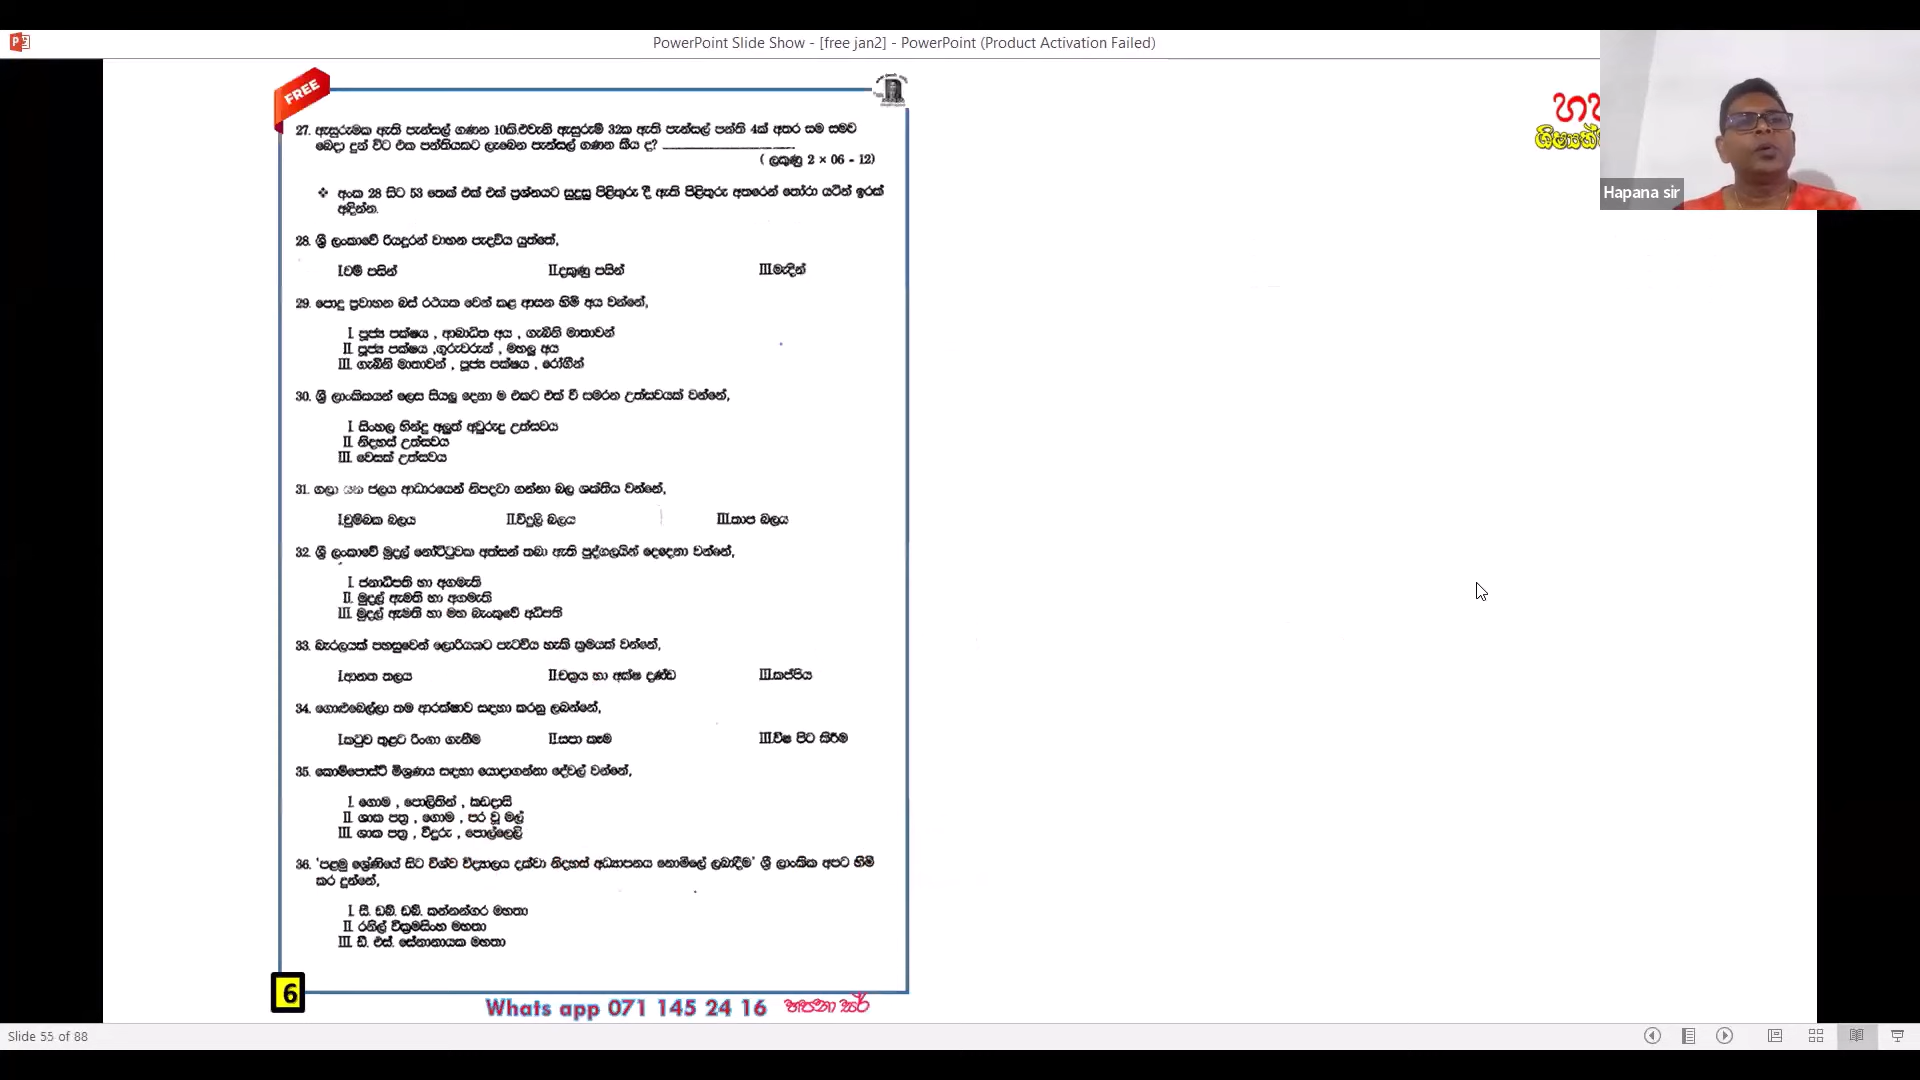 PowerPoint Slide Show - [free jan2] - PowerPoint (Product Activation Failed)
FREE
27. ඇසුරුමක ඇති පැන්සල් ගණන 10කි.එවැනි ඇසුරුම් 32ක ඇති පැන්සල් පන්ති 4ක් අතර සම සමව
බෙදා දුන් විට එක පන්තියකට ලැබෙන පැන්සල් ගණන කීය ද? ____________________
( ලකුණු 2 × 06 - 12)
❖ අංක 28 සිට 53 තෙක් එක් එක් ප්‍රශ්නයට සුදුසු පිළිතුරු දී ඇති පිළිතුරු අතරෙන් තෝරා යටින් ඉරක්
අඳින්න.
28. ශ්‍රී ලංකාවේ රියදුරන් වාහන පැදවිය යුත්තේ,
I.වම් පසින් II.දකුණු පසින් III.මැදින්
29. පොදු ප්‍රවාහන බස් රථයක වෙන් කළ ආසන හිමි අය වන්නේ,
I. පූජ්‍ය පක්ෂය , ආබාධිත අය , ගැබිනි මාතාවන්
II. පූජ්‍ය පක්ෂය ,ගුරුවරුන් , මහලු අය
III. ගැබිනි මාතාවන් , පූජ්‍ය පක්ෂය , රෝගීන්
30. ශ්‍රී ලාංකිකයන් ලෙස සියලු දෙනා ම එකට එක් වී සමරන උත්සවයක් වන්නේ,
I. සිංහල හින්දු අලුත් අවුරුදු උත්සවය
II. නිදහස් උත්සවය
III. වෙසක් උත්සවය
31. ගලා යන ජලය ආධාරයෙන් නිපදවා ගන්නා බල ශක්තිය වන්නේ,
I.චුම්බක බලය II.විදුලි බලය III.තාප බලය
32. ශ්‍රී ලංකාවේ මුදල් නෝට්ටුවක අත්සන් තබා ඇති පුද්ගලයින් දෙදෙනා වන්නේ,
I. ජනාධිපති හා අගමැති
II. මුදල් ඇමති හා අගමැති
III. මුදල් ඇමති හා මහ බැංකුවේ අධිපති
33. බැරලයක් පහසුවෙන් ලොරියකට පැටවිය හැකි ක්‍රමයක් වන්නේ,
I.ආනත තලය II.චක්‍රය හා අක්ෂ දණ්ඩ III.කප්පිය
34. ගොළුබෙල්ලා තම ආරක්ෂාව සඳහා කරනු ලබන්නේ,
I.කටුව තුළට රිංගා ගැනීම II.සපා කෑම III.විෂ පිට කිරීම
35. කොම්පොස්ට් මිශ්‍රණය සඳහා යොදාගන්නා දේවල් වන්නේ,
I. ගොම , පොලිතින් , කඩදාසි
II. ශාක පත්‍ර , ගොම , පර වූ මල්
III. ශාක පත්‍ර , වීදුරු , පොල්ලෙලි
36. 'පළමු ශ්‍රේණියේ සිට විශ්ව විද්‍යාලය දක්වා නිදහස් අධ්‍යාපනය නොමිලේ ලබාදීම' ශ්‍රී ලාංකික අපට හිමි
කර දුන්නේ,
I. සී. ඩබ්. ඩබ්. කන්නන්ගර මහතා
II. රනිල් වික්‍රමසිංහ මහතා
III. ඩී. එස්. සේනානායක මහතා
6
Whats app 071 145 24 16 හපනා සර්
Hapana sir
Slide 55 of 88